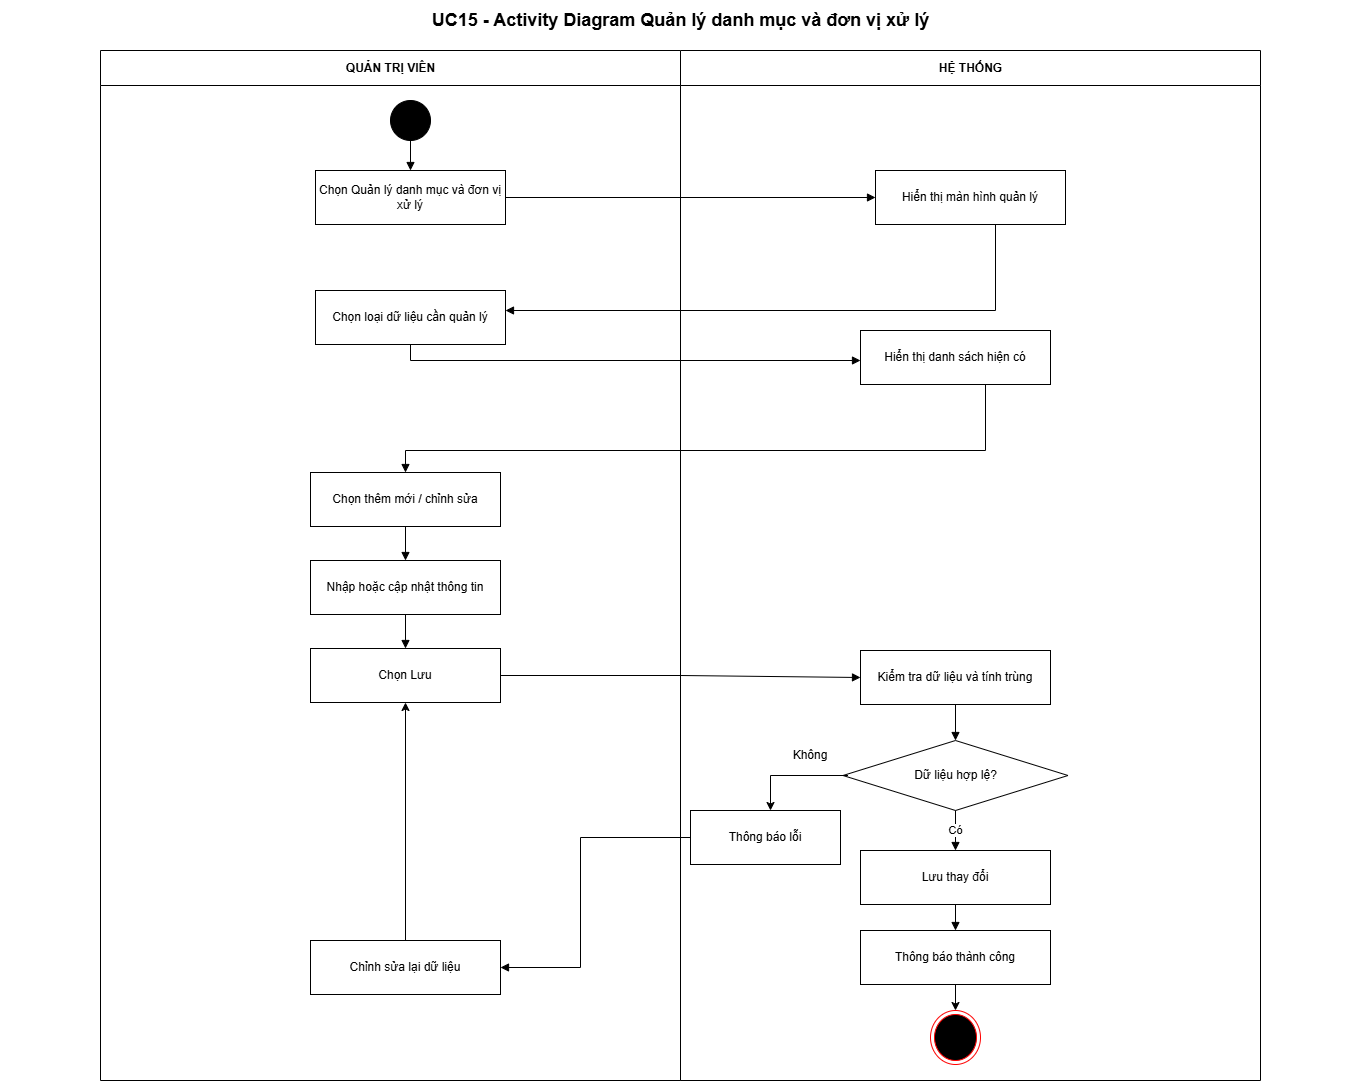 UC15 - Activity Diagram Quản lý danh mục và đơn vị xử lý
QUẢN TRỊ VIÊN
HỆ THỐNG
Chọn Quản lý danh mục và đơn vị
xử lý
Hiển thị màn hình quản lý
Chọn loại dữ liệu cần quản lý
Hiển thị danh sách hiện có
Chọn thêm mới / chỉnh sửa
Nhập hoặc cập nhật thông tin
Chọn Lưu
Kiểm tra dữ liệu và tính trùng
Không
Dữ liệu hợp lệ?
Có
Thông báo lỗi
Lưu thay đổi
Thông báo thành công
Chỉnh sửa lại dữ liệu